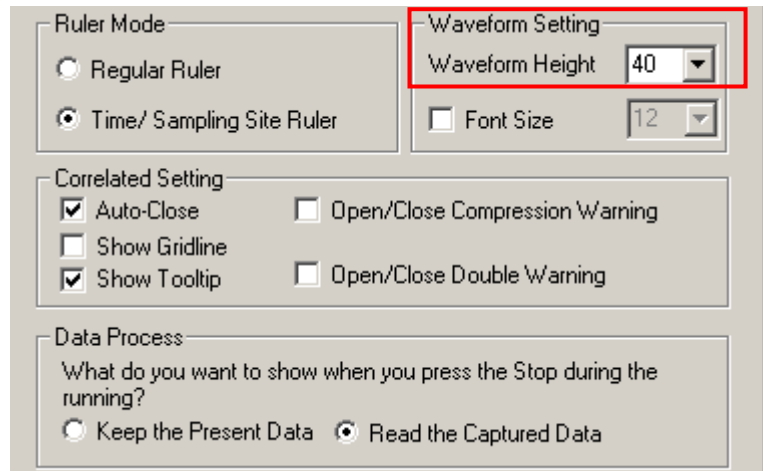 Ruler Mode
Regular Ruler
Time/ Sampling Site Ruler
Waveform Setting
Waveform Height 40
Font Size 12
Correlated Setting
Auto-Close
Open/Close Compression Warning
Show Gridline
Show Tooltip
Open/Close Double Warning
Data Process
What do you want to show when you press the Stop during the
running?
Keep the Present Data
Read the Captured Data